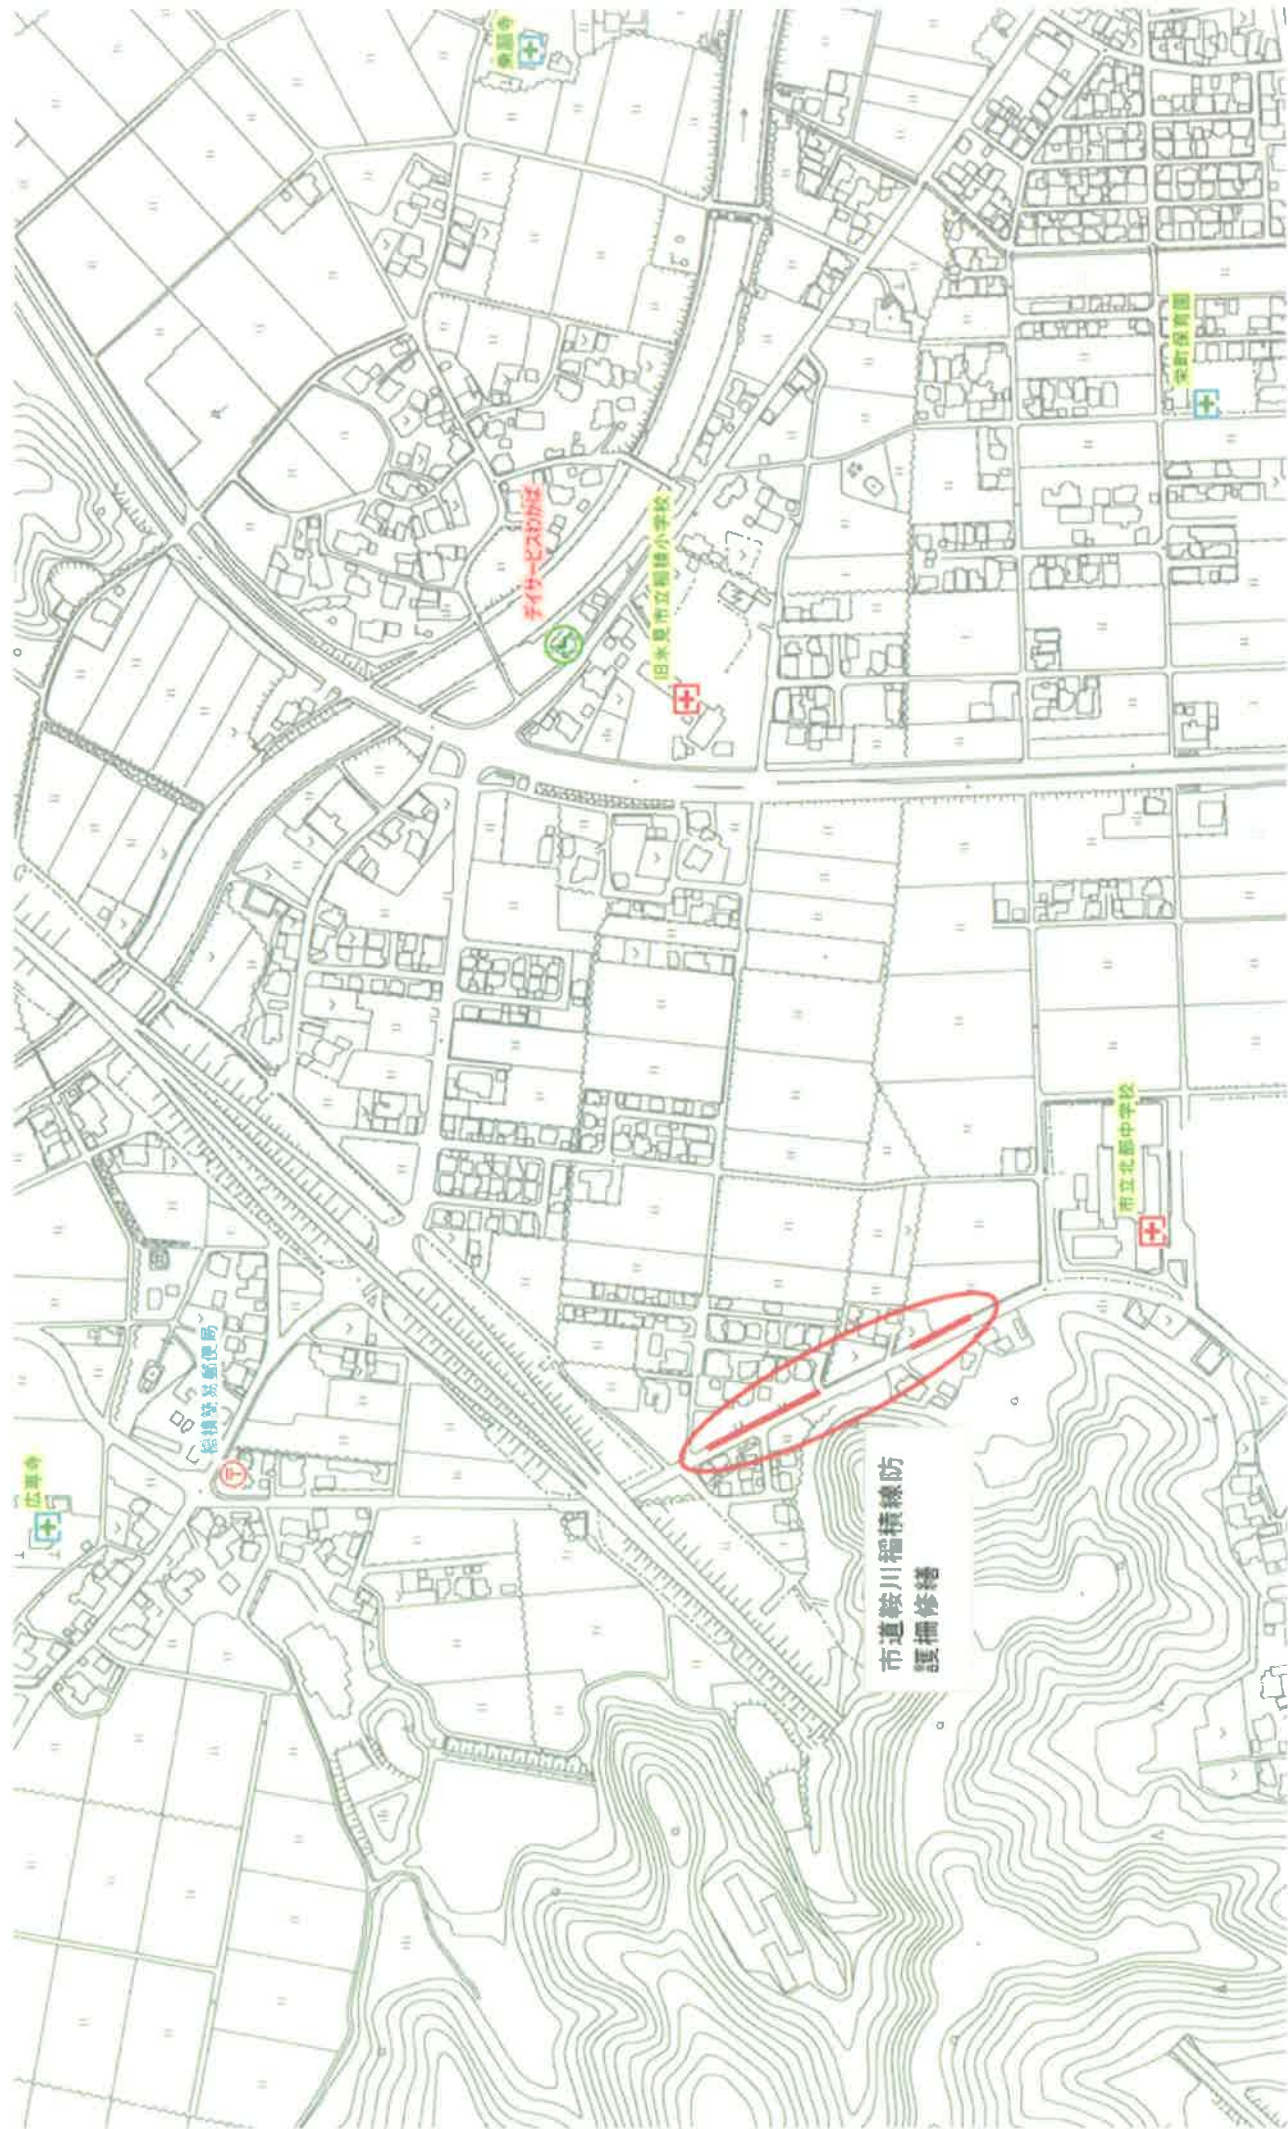 広専寺
稲積簡易郵便局
デイサービスわかば
旧氷見市立稲積小学校
栄町保育園
市立北部中学校
市道鞍川稲積線防
護柵修繕